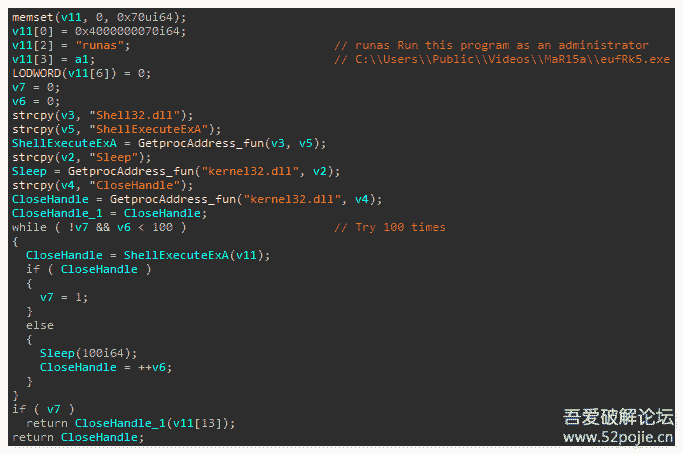 memset(v11, 0, 0x70ui64);
v11[0] = 0x4000000070i64;
v11[2] = "runas"; // runas Run this program as an administrator
v11[3] = a1; // C:\\Users\\Public\\Videos\\MaR15a\\eufRk5.exe
LODWORD(v11[6]) = 0;
v7 = 0;
v6 = 0;
strcpy(v3, "Shell32.dll");
strcpy(v5, "ShellExecuteExA");
ShellExecuteExA = GetprocAddress_fun(v3, v5);
strcpy(v2, "Sleep");
Sleep = GetprocAddress_fun("kernel32.dll", v2);
strcpy(v4, "CloseHandle");
CloseHandle = GetprocAddress_fun("kernel32.dll", v4);
CloseHandle_1 = CloseHandle;
while ( !v7 && v6 < 100 ) // Try 100 times
{
  CloseHandle = ShellExecuteExA(v11);
  if ( CloseHandle )
  {
    v7 = 1;
  }
  else
  {
    Sleep(100i64);
    CloseHandle = ++v6;
  }
}
if ( v7 )
  return CloseHandle_1(v11[13]);
return CloseHandle;
吾爱破解论坛
www.52pojie.cn